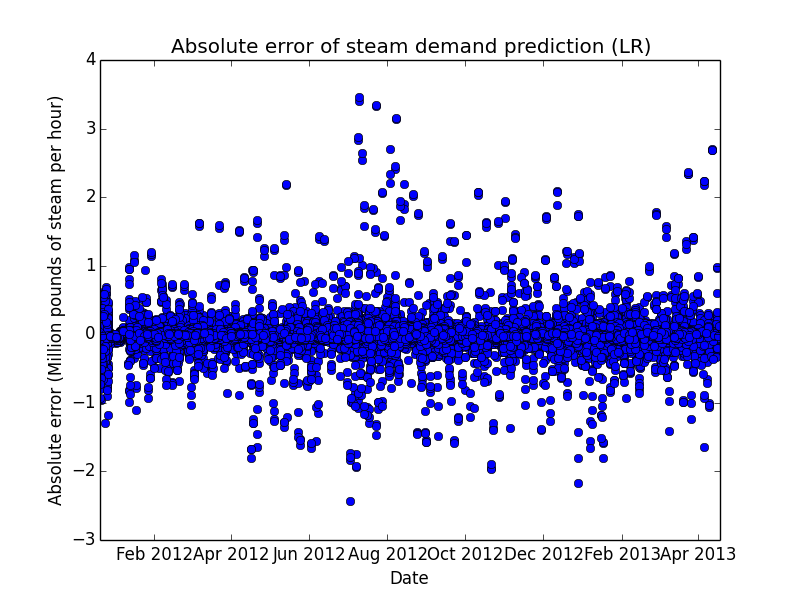 Absolute error of steam demand prediction (LR)
Absolute error (Million pounds of steam per hour)
4
3
2
1
0
−1
−2
−3
Feb 2012 Apr 2012 Jun 2012 Aug 2012 Oct 2012 Dec 2012 Feb 2013 Apr 2013
Date